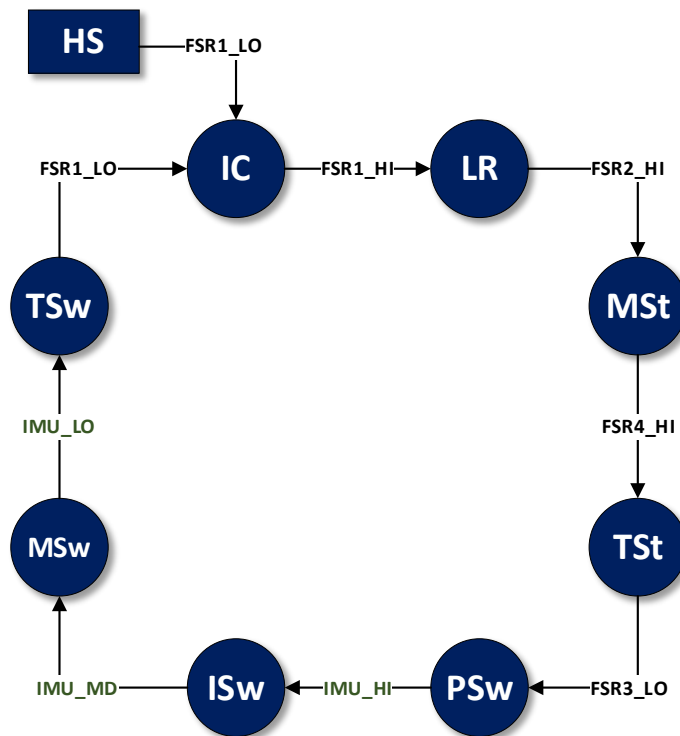 HS
FSR1_LO
FSR1_LO
IC
FSR1_HI
LR
FSR2_HI
TSw
MSt
IMU_LO
FSR4_HI
MSw
TSt
IMU_MD
ISw
IMU_HI
PSw
FSR3_LO